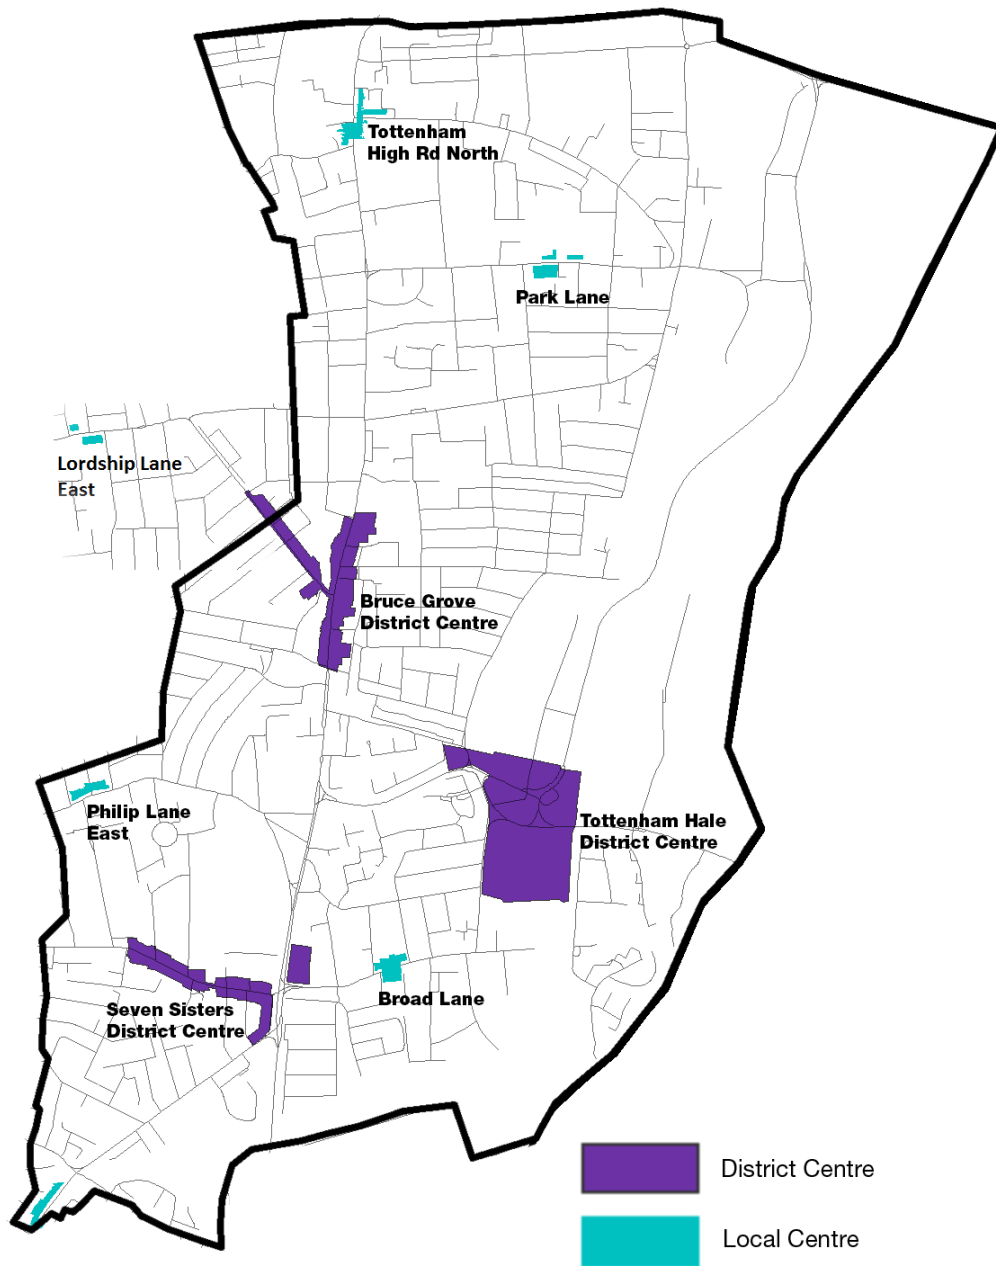 Tottenham
High Rd North
Park Lane
Lordship Lane
East
Bruce Grove
District Centre
Tottenham Hale
District Centre
Philip Lane
East
Broad Lane
Seven Sisters
District Centre
District Centre
Local Centre